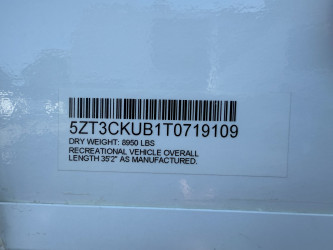 5ZT3CKUB1T0719109
DRY WEIGHT: 8950 LBS
RECREATIONAL VEHICLE OVERALL
LENGTH 35'2" AS MANUFACTURED.